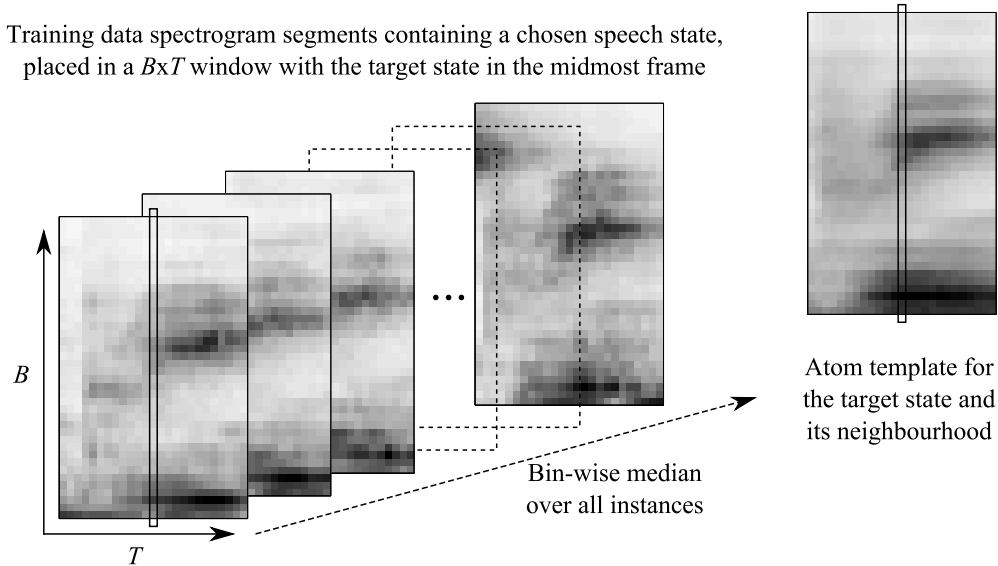 Training data spectrogram segments containing a chosen speech state,
placed in a BxT window with the target state in the midmost frame
B
T
Bin-wise median
over all instances
Atom template for
the target state and
its neighbourhood